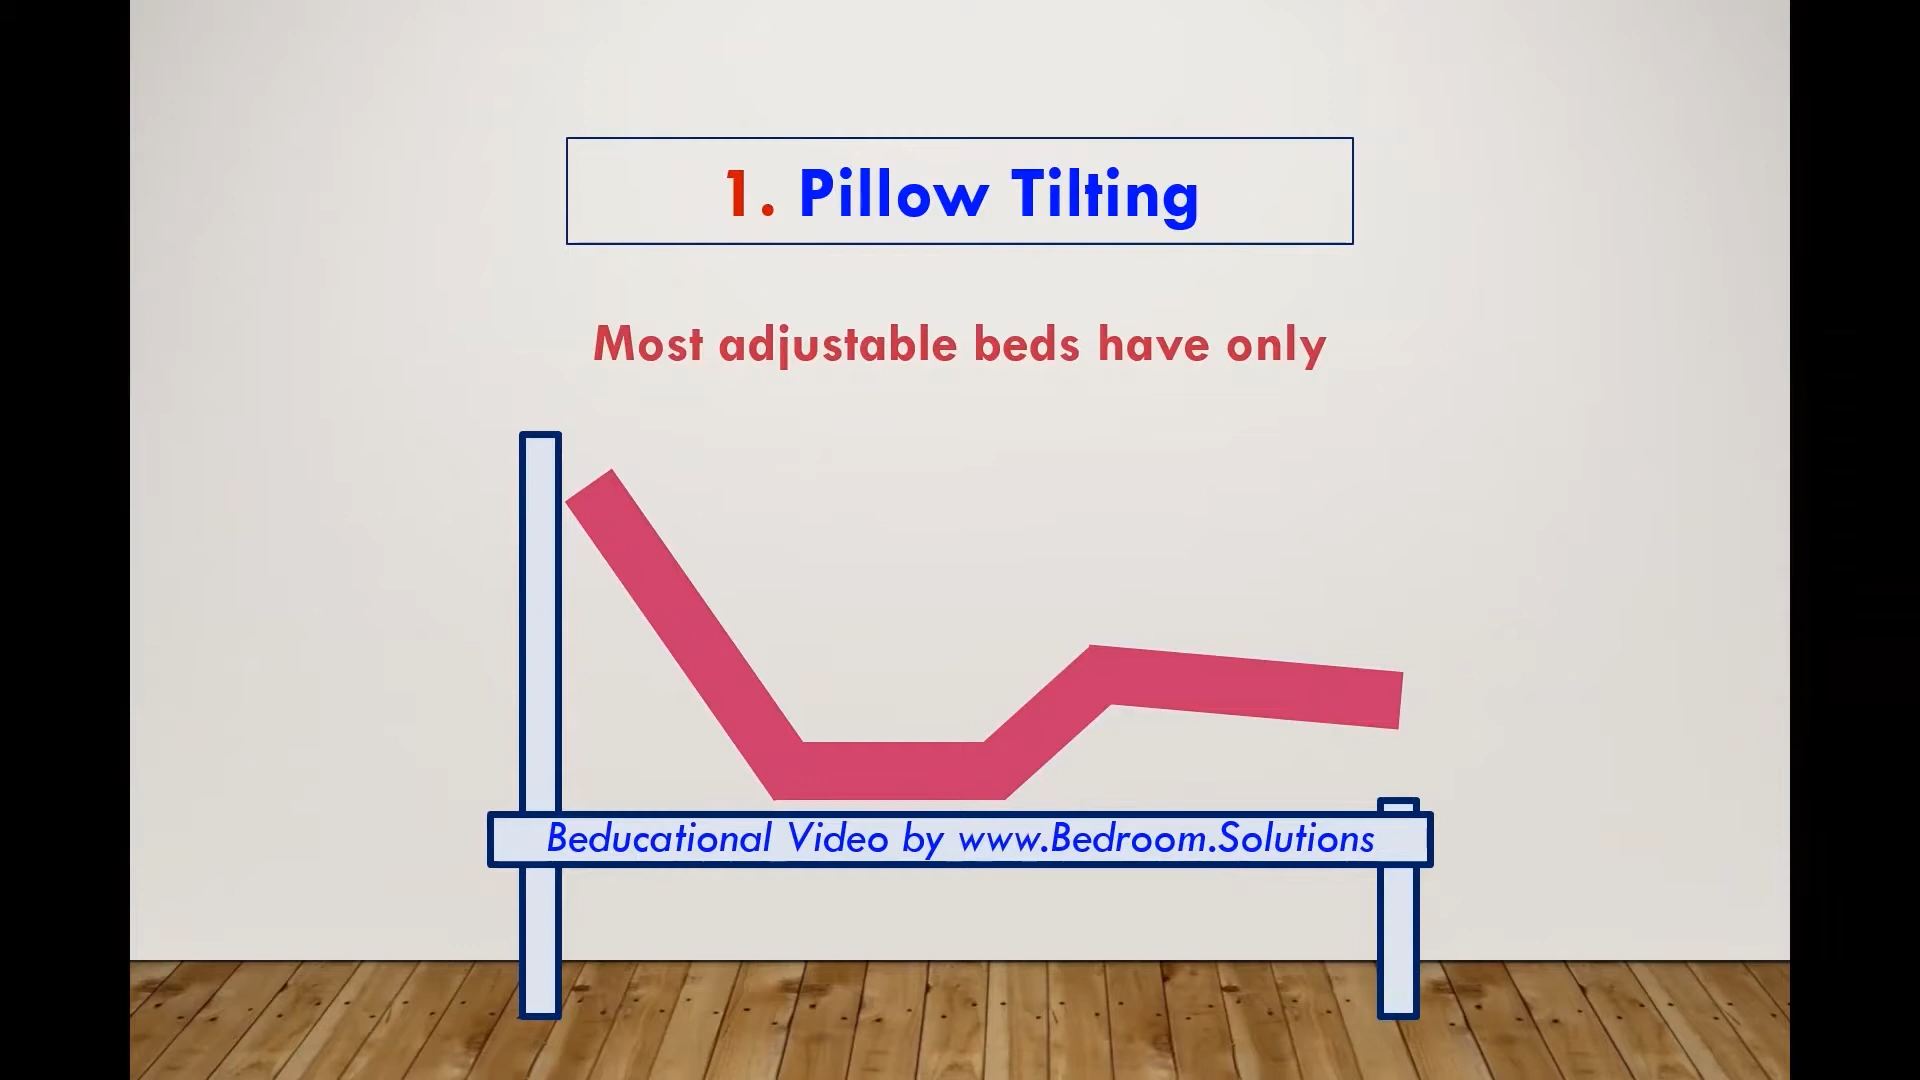 1. Pillow Tilting
Most adjustable beds have only
Beducational Video by www.Bedroom.Solutions